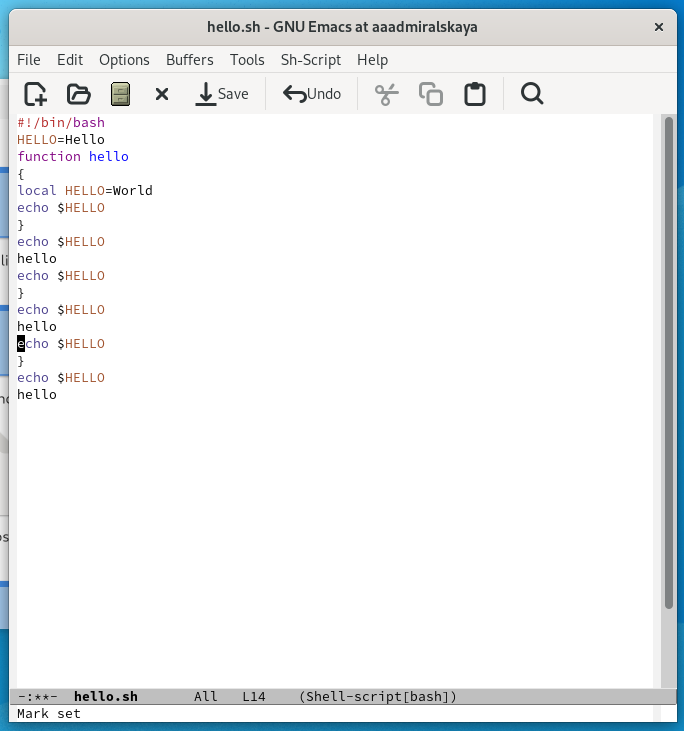 hello.sh - GNU Emacs at aaadmiralskaya
File Edit Options Buffers Tools Sh-Script Help
Save Undo
#!/bin/bash
HELLO=Hello
function hello
{
local HELLO=World
echo $HELLO
}
echo $HELLO
hello
echo $HELLO
}
echo $HELLO
hello
echo $HELLO
}
echo $HELLO
hello
-:**- hello.sh All L14 (Shell-script[bash])
Mark set